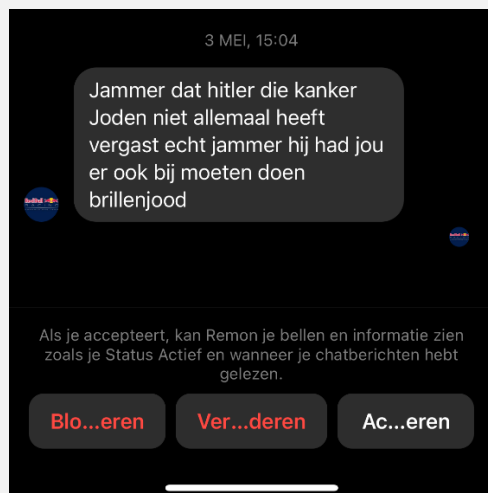 3 MEI, 15:04
Jammer dat hitler die kanker
Joden niet allemaal heeft
vergast echt jammer hij had jou
er ook bij moeten doen
brillenjood
Als je accepteert, kan Remon je bellen en informatie zien
zoals je Status Actief en wanneer je chatberichten hebt
gelezen.
Blo...eren
Ver...deren
Ac...eren